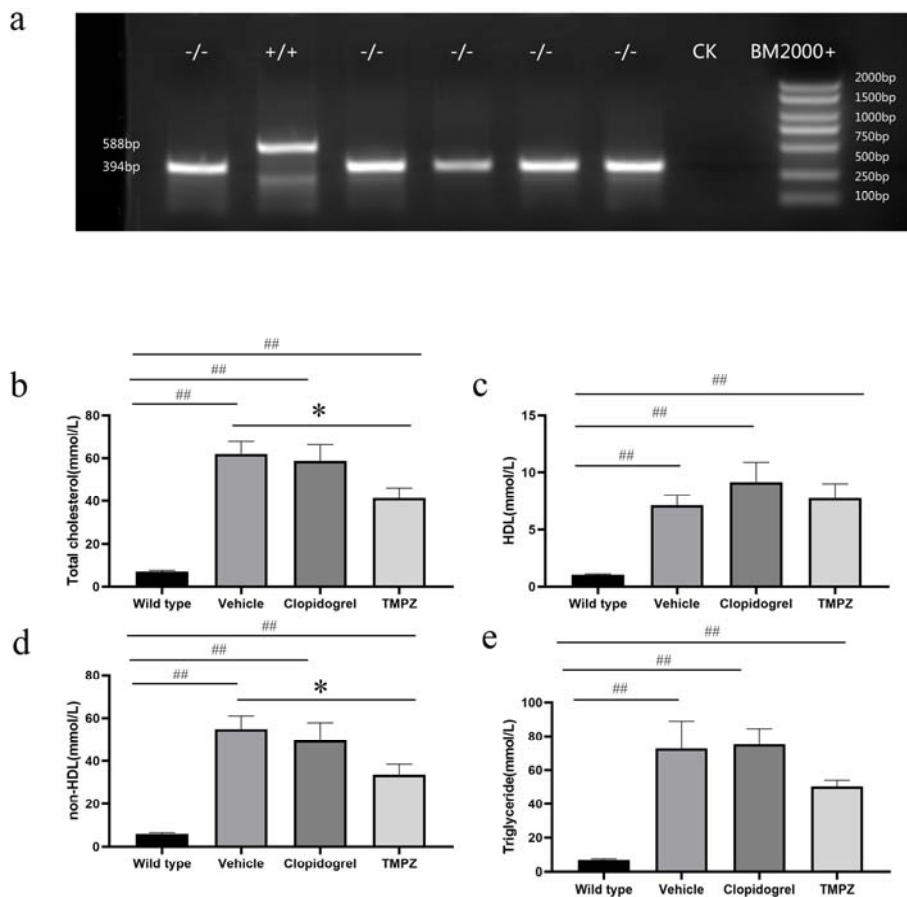 a
-/- +/+ -/- -/- -/- -/- CK BM2000+
588bp
394bp
2000bp
1500bp
1000bp
750bp
500bp
250bp
100bp
b
##
##
##
*
Total cholesterol(mmol/L)
80
60
40
20
0
Wild type Vehicle Clopidogrel TMPZ
c
##
##
##
HDL(mmol/L)
15
10
5
0
Wild type Vehicle Clopidogrel TMPZ
d
##
##
##
*
non-HDL(mmol/L)
80
60
40
20
0
Wild type Vehicle Clopidogrel TMPZ
e
##
##
##
Triglyceride(mmol/L)
100
80
60
40
20
0
Wild type Vehicle Clopidogrel TMPZ